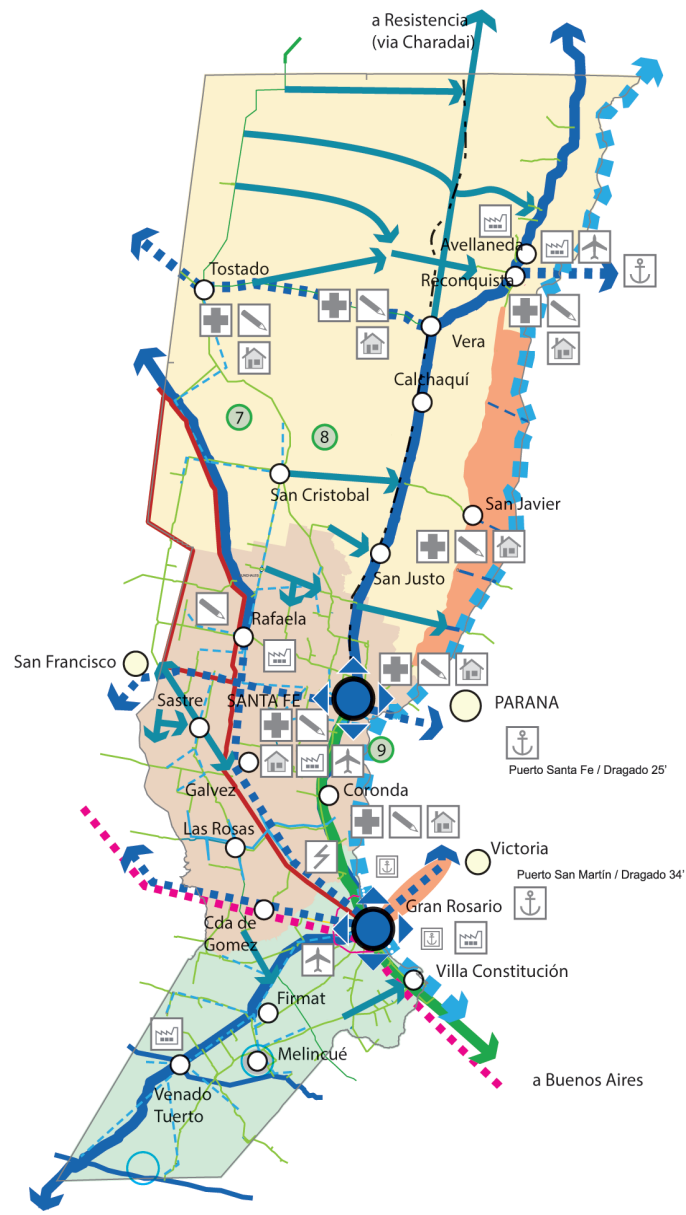 a Resistencia
(via Charadai)
Avellaneda
Tostado
Reconquista
Vera
Calchaquí
7
8
San Cristobal
San Javier
San Justo
Rafaela
San Francisco
Sastre
SANTA FE
PARANA
9
Puerto Santa Fe / Dragado 25’
Galvez
Coronda
Las Rosas
Victoria
Puerto San Martín / Dragado 34’
Gran Rosario
Cda de
Gomez
Villa Constitución
Firmat
Melincué
a Buenos Aires
Venado
Tuerto